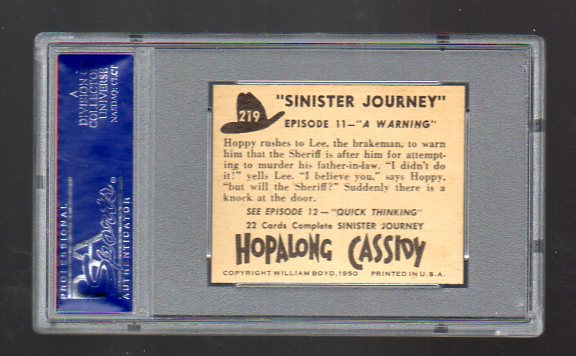 A
DIVISION OF
COLLECTORS
UNIVERSE
NASDAQ: CLCT
PROFESSIONAL
Sports
AUTHENTICATOR
219
"SINISTER JOURNEY"
EPISODE 11—"A WARNING"
Hoppy rushes to Lee, the brakeman, to warn
him that the Sheriff is after him for attempt-
ing to murder his father-in-law. "I didn't do
it!" yells Lee. "I believe you," says Hoppy,
"but will the Sheriff?" Suddenly there is a
knock at the door.
SEE EPISODE 12—"QUICK THINKING"
22 Cards Complete SINISTER JOURNEY
HOPALONG CASSIDY
COPYRIGHT WILLIAM BOYD, 1950 PRINTED IN U.S.A.